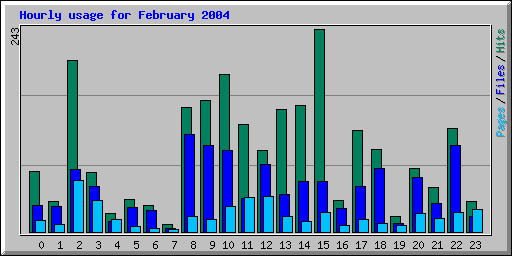 Hourly usage for February 2004
243
Pages/Files/Hits
0 1 2 3 4 5 6 7 8 9 10 11 12 13 14 15 16 17 18 19 20 21 22 23